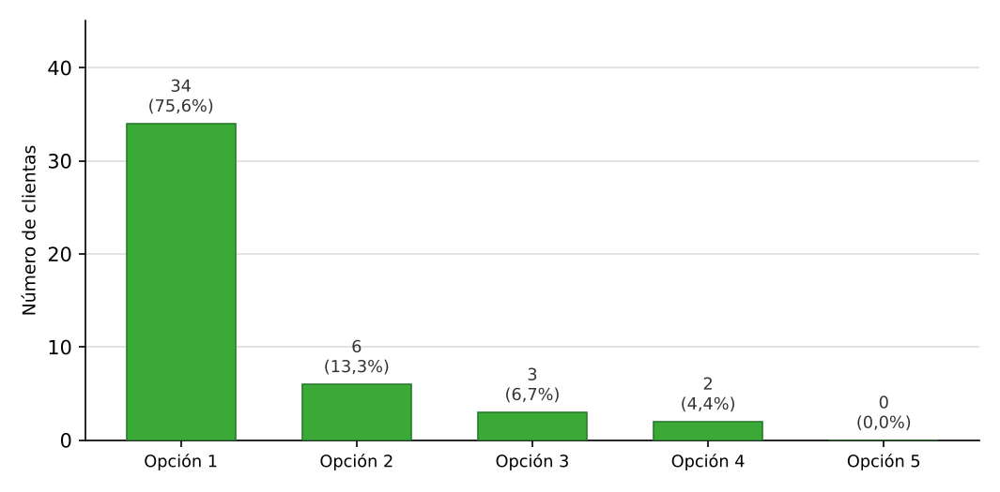 Número de clientas
40
30
20
10
0
34
(75,6%)
6
(13,3%)
3
(6,7%)
2
(4,4%)
0
(0,0%)
Opción 1
Opción 2
Opción 3
Opción 4
Opción 5